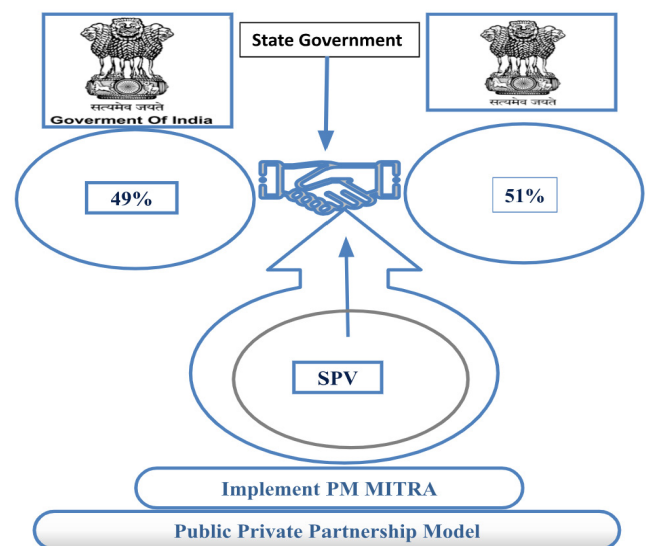 State Government
सत्यमेव जयते
Goverment Of India
सत्यमेव जयते
49%
51%
SPV
Implement PM MITRA
Public Private Partnership Model